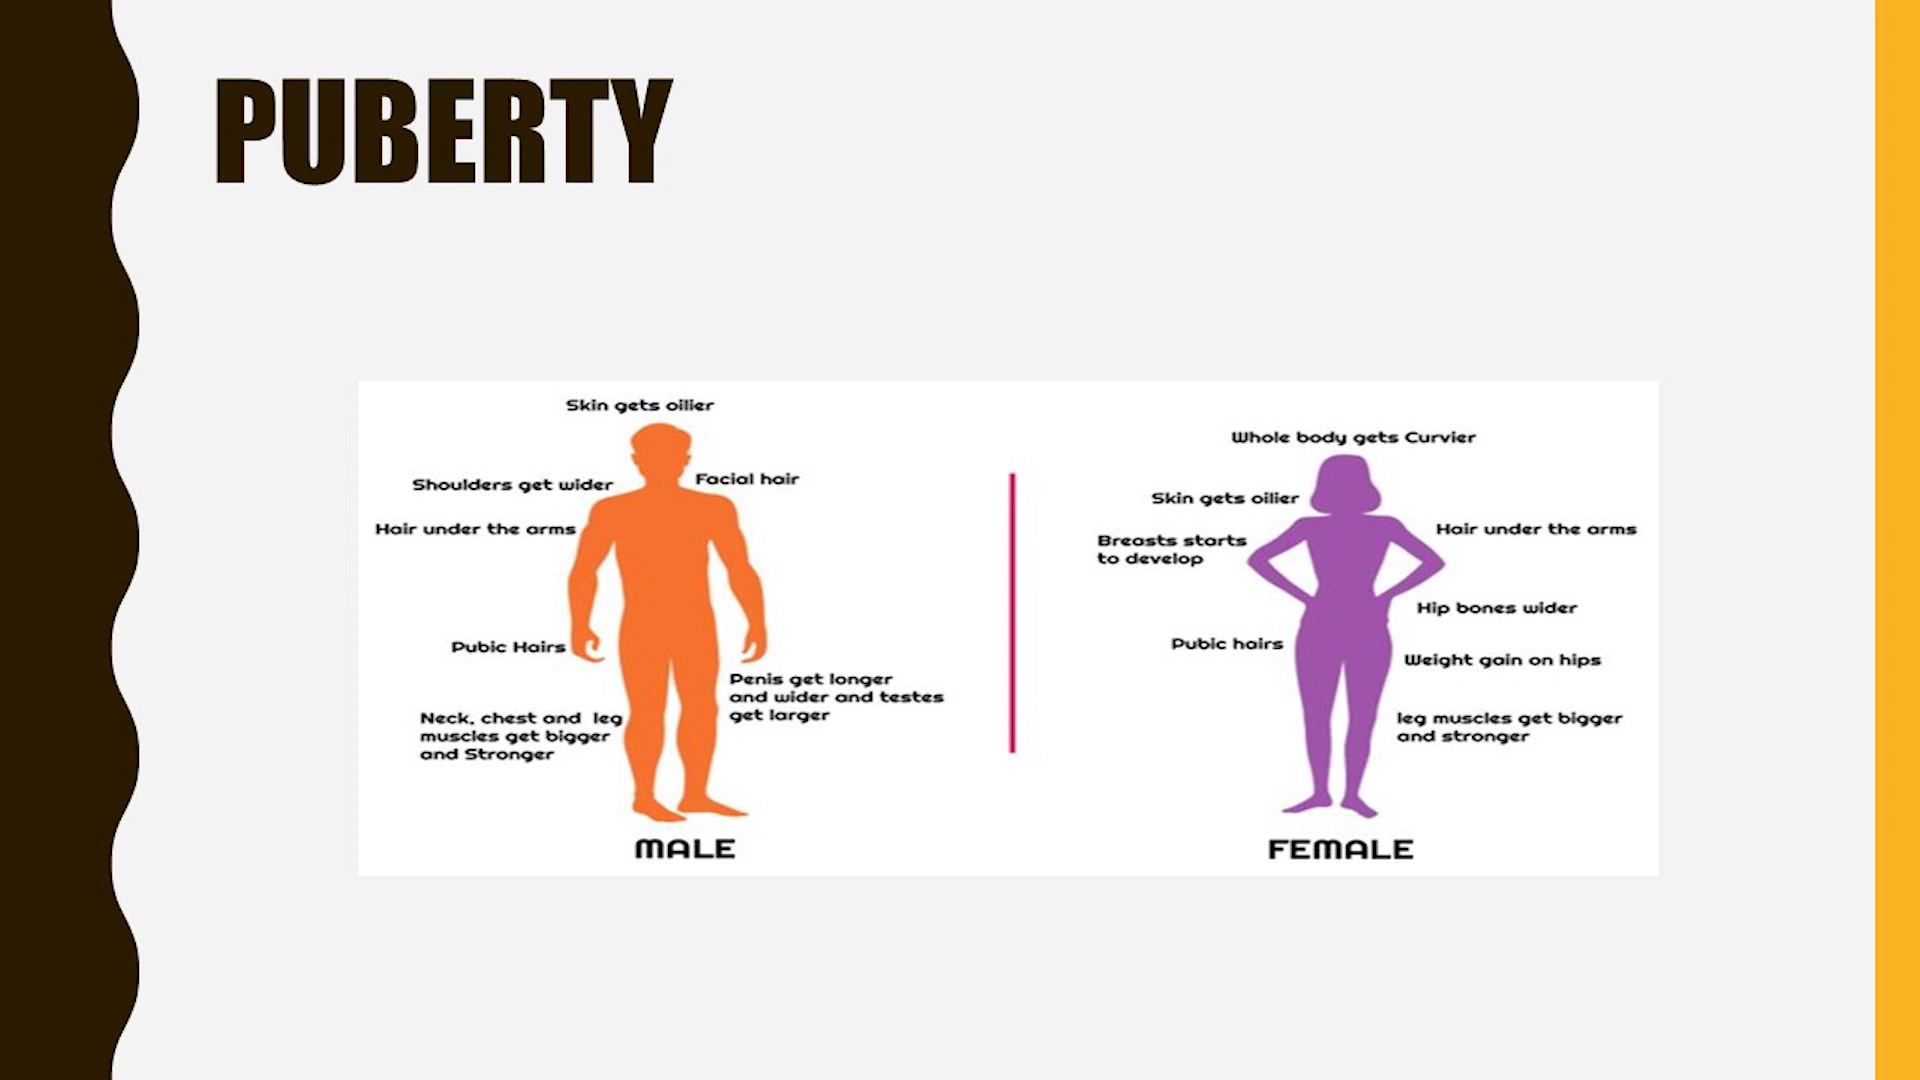 PUBERTY
Skin gets oilier
Shoulders get wider
Facial hair
Hair under the arms
Pubic Hairs
Penis get longer
and wider and testes
get larger
Neck, chest and leg
muscles get bigger
and Stronger
MALE
Whole body gets Curvier
Skin gets oilier
Hair under the arms
Breasts starts
to develop
Hip bones wider
Pubic hairs
Weight gain on hips
leg muscles get bigger
and stronger
FEMALE